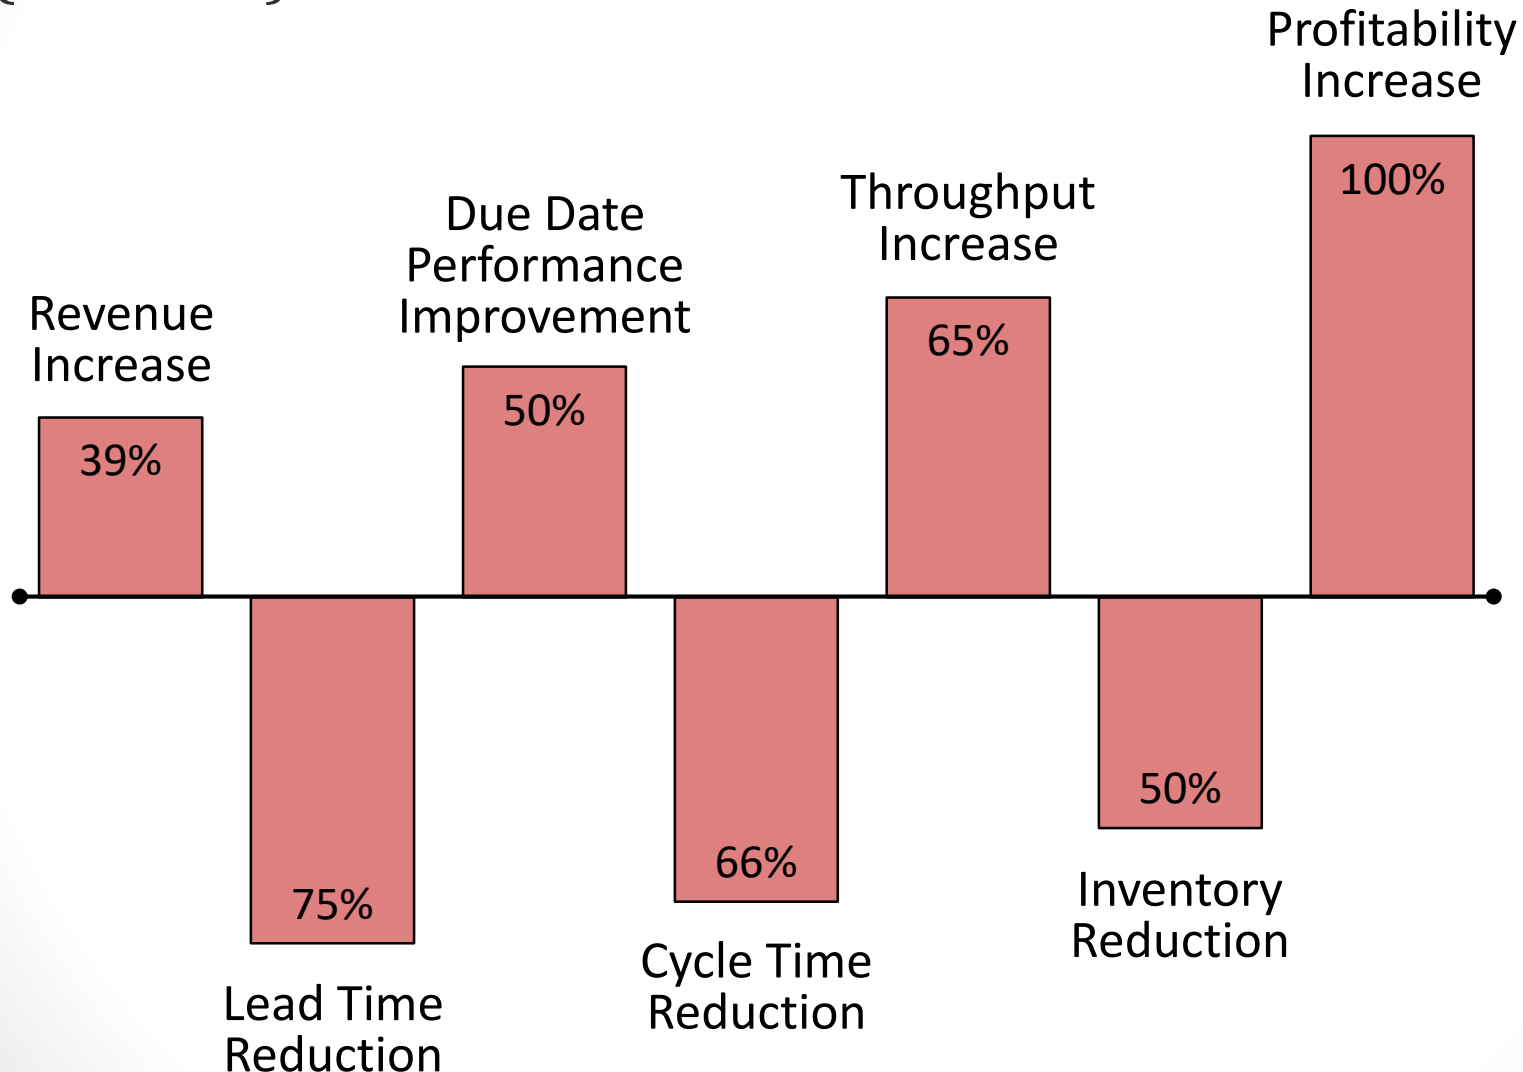 Profitability
Increase
100%
Throughput
Increase
65%
Due Date
Performance
Improvement
50%
Revenue
Increase
39%
75%
Lead Time
Reduction
66%
Cycle Time
Reduction
50%
Inventory
Reduction